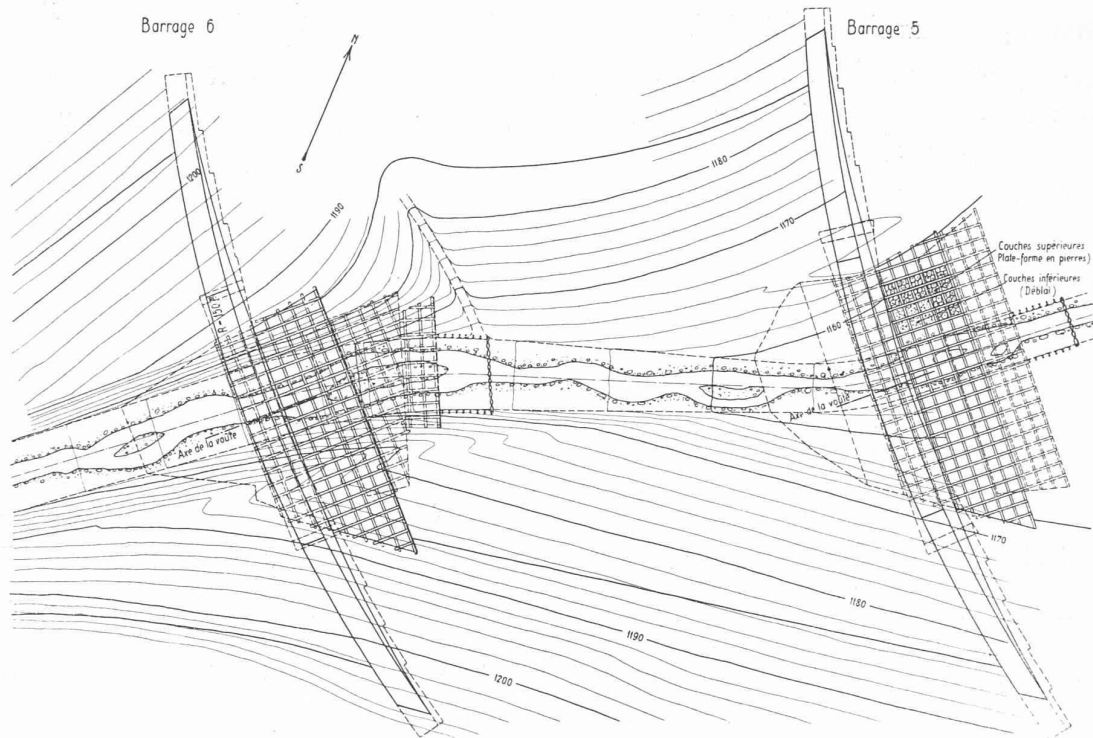 Barrage 6
Barrage 5
N
S
1200
1190
1180
1170
Couches supérieures
Plate-forme en pierres)
Couches inférieures
(Déblai)
1160
Axe de la voûte
Axe de la voûte
1170
1180
1190
1200